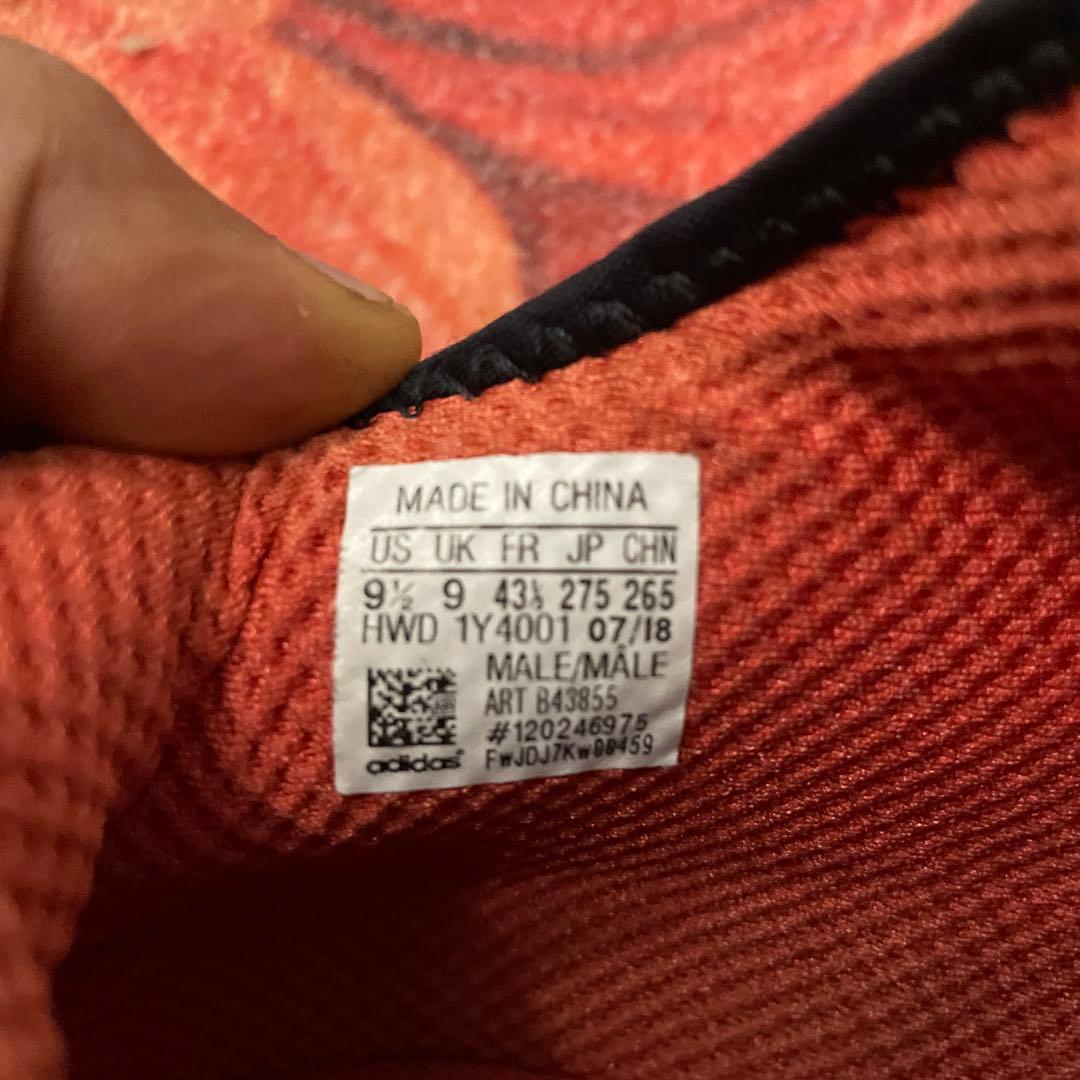 MADE IN CHINA
US UK FR JP CHN
9½ 9 43⅓ 275 265
HWD 1Y4001 07/18
MALE/MÂLE
ART B43855
#120246975
adidas